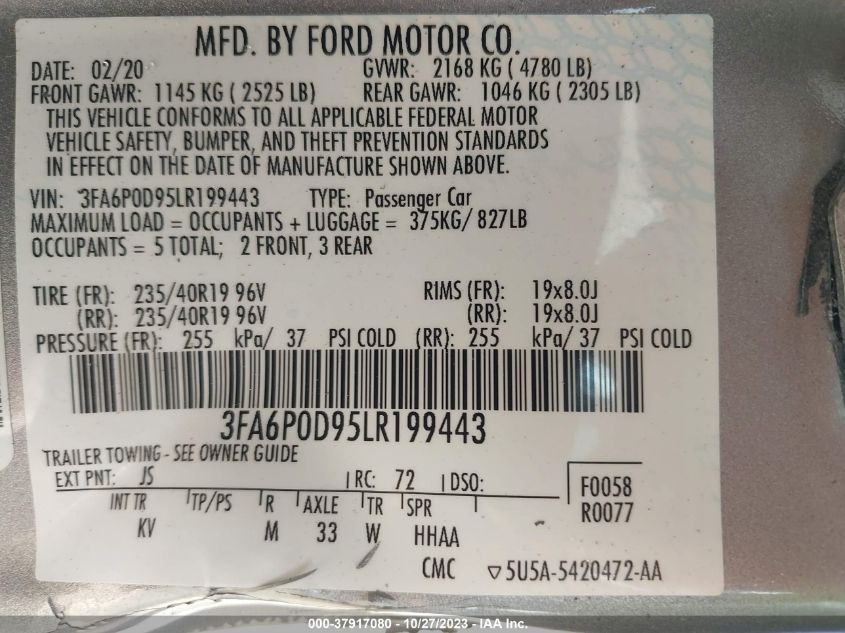 MFD. BY FORD MOTOR CO.
DATE: 02/20 GVWR: 2168 KG ( 4780 LB)
FRONT GAWR: 1145 KG ( 2525 LB) REAR GAWR: 1046 KG ( 2305 LB)
THIS VEHICLE CONFORMS TO ALL APPLICABLE FEDERAL MOTOR
VEHICLE SAFETY, BUMPER, AND THEFT PREVENTION STANDARDS
IN EFFECT ON THE DATE OF MANUFACTURE SHOWN ABOVE.
VIN: 3FA6P0D95LR199443 TYPE: Passenger Car
MAXIMUM LOAD = OCCUPANTS + LUGGAGE = 375KG/ 827LB
OCCUPANTS = 5 TOTAL; 2 FRONT, 3 REAR
TIRE (FR): 235/40R19 96V RIMS (FR): 19x8.0J
(RR): 235/40R19 96V (RR): 19x8.0J
PRESSURE (FR): 255 kPa/ 37 PSI COLD (RR): 255 kPa/ 37 PSI COLD
3FA6P0D95LR199443
TRAILER TOWING - SEE OWNER GUIDE
EXT PNT: JS RC: 72 DSO: F0058
INT TR TP/PS R AXLE TR SPR R0077
KV M 33 W HHAA
CMC ▽5U5A-5420472-AA
000-37917080 - 10/27/2023 - IAA Inc.